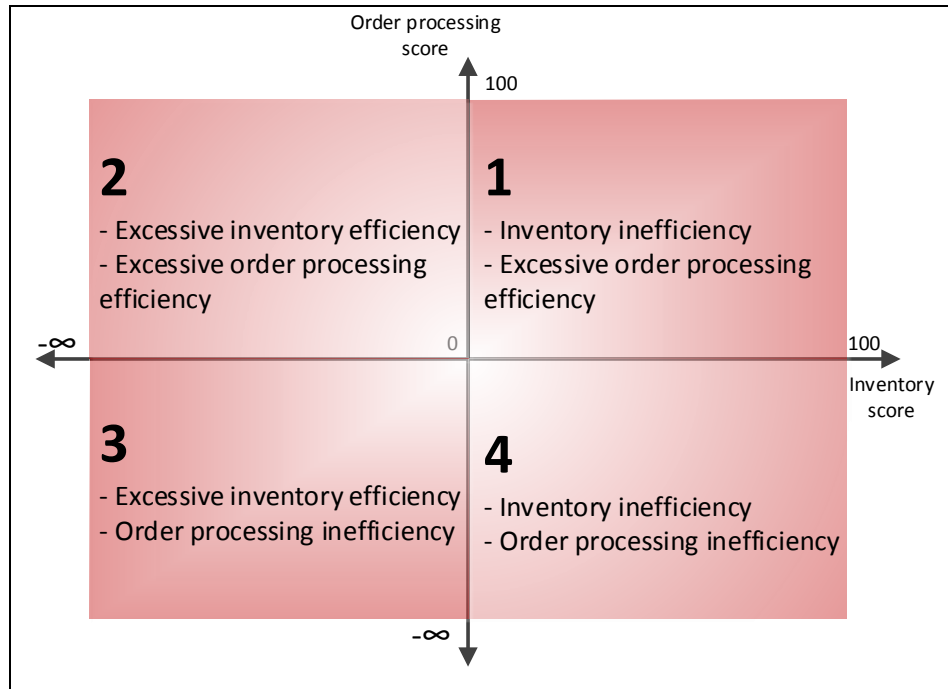 Order processing
score
100
2
- Excessive inventory efficiency
- Excessive order processing
efficiency
1
- Inventory inefficiency
- Excessive order processing
efficiency
-∞
0
100
Inventory
score
3
- Excessive inventory efficiency
- Order processing inefficiency
4
- Inventory inefficiency
- Order processing inefficiency
-∞